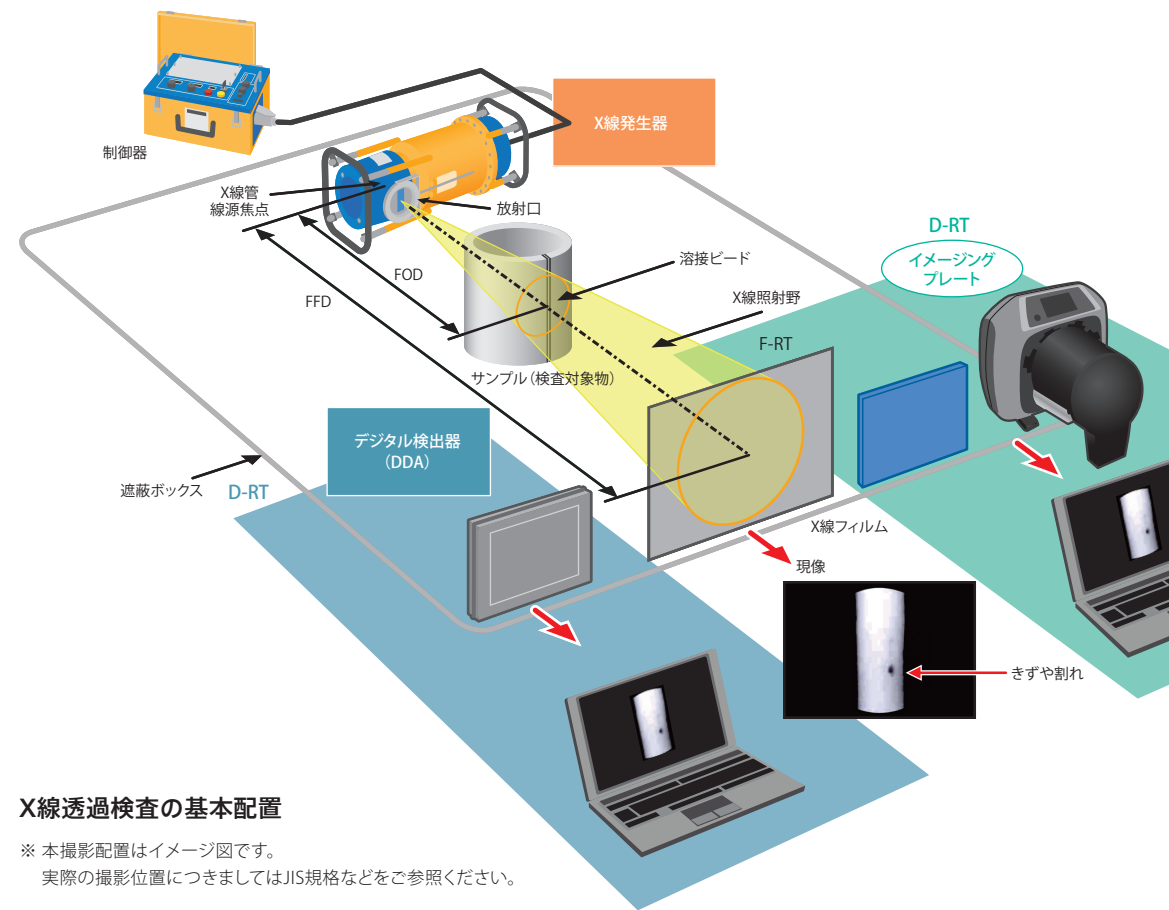 制御器
X線発生器
X線管
線源焦点
放射口
D-RT
イメージング
プレート
溶接ビード
FOD
FFD
X線照射野
F-RT
サンプル（検査対象物）
デジタル検出器
（DDA）
遮蔽ボックス
D-RT
X線フィルム
現像
きずや割れ
X線透過検査の基本配置
※ 本撮影配置はイメージ図です。
実際の撮影位置につきましてはJIS規格などをご参照ください。